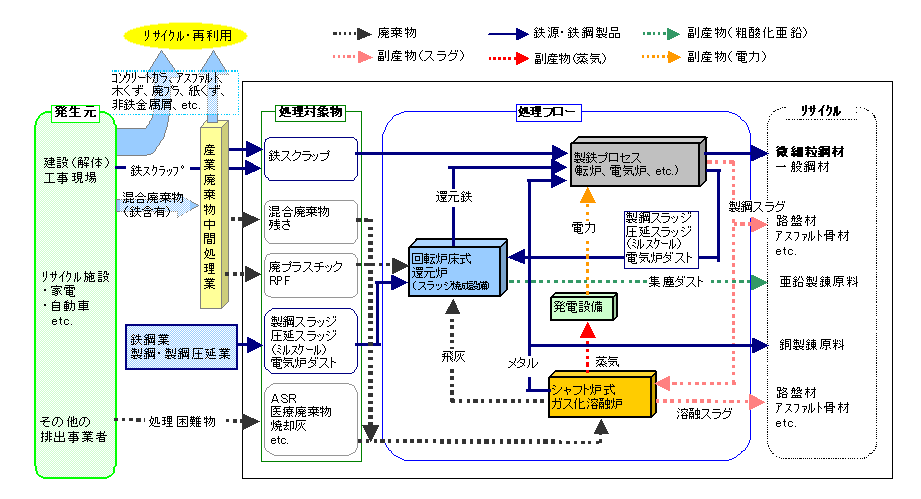 リサイクル・再利用
廃棄物
鉄源・鉄鋼製品
副産物(粗酸化亜鉛)
副産物(スラグ)
副産物(蒸気)
副産物(電力)
コンクリートガラ、アスファルト、
木くず、廃プラ、紙くず、
非鉄金属屑、etc.
発生元
建設(解体)
工事現場
鉄スクラップ
混合廃棄物
(鉄含有)
リサイクル施設
・家電
・自動車
etc.
鉄鋼業
製鋼・製鋼圧延業
その他の
排出事業者
処理困難物
産業廃棄物中間処理業
処理対象物
鉄スクラップ
混合廃棄物
残さ
廃プラスチック
RPF
製鋼スラッジ
圧延スラッジ
(ミルスケール)
電気炉ダスト
ASR
医療廃棄物
焼却灰
etc.
処理フロー
製鉄プロセス
(転炉、電気炉、etc.)
還元鉄
電力
製鋼スラッジ
圧延スラッジ
(ミルスケール)
電気炉ダスト
回転炉床式
還元炉
(スラッジ焼成設備)
集塵ダスト
発電設備
飛灰
メタル
蒸気
シャフト炉式
ガス化溶融炉
製鋼スラグ
溶融スラグ
リサイクル
微細粒鋼材
一般鋼材
路盤材
アスファルト骨材
etc.
亜鉛製錬原料
銅製錬原料
路盤材
アスファルト骨材
etc.